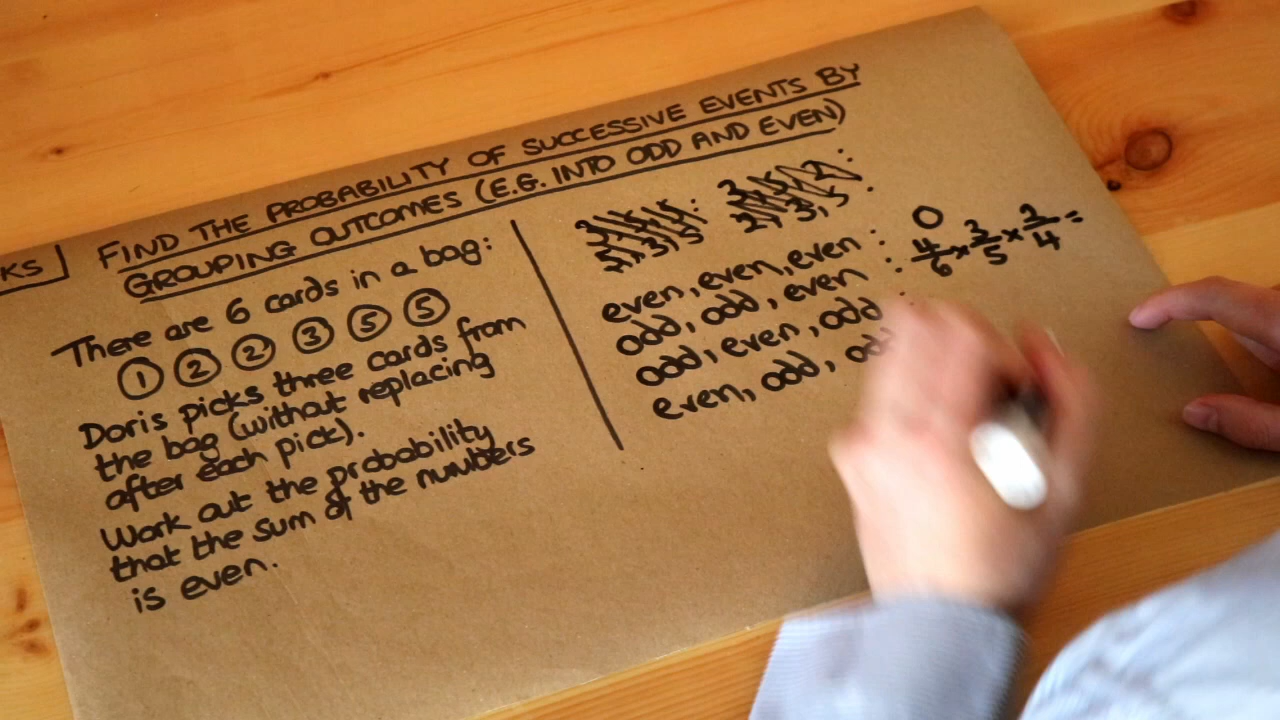 KS
FIND THE PROBABILITY OF SUCCESSIVE EVENTS BY
GROUPING OUTCOMES (E.G. INTO ODD AND EVEN)
There are 6 cards in a bag:
1 2 2 3 5 5
Doris picks three cards from
the bag (without replacing
after each pick).
Work out the probability
that the sum of the numbers
is even.
even, even, even : 0
odd, odd, even : 4/6 × 3/5 × 2/4 =
odd, even, odd :
even, odd,